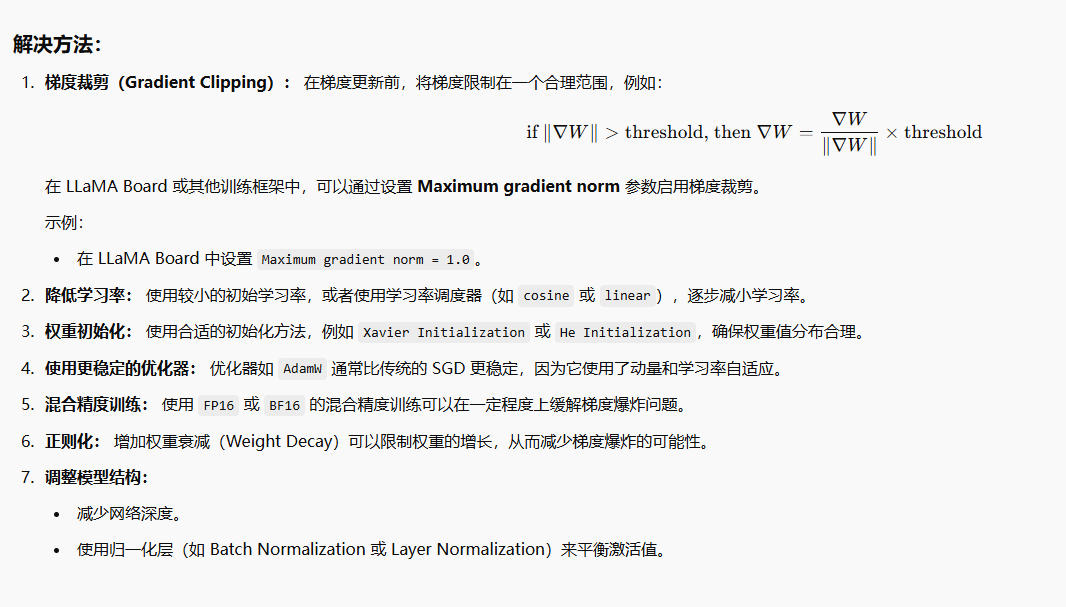 解决方法：
1. 梯度裁剪（Gradient Clipping）： 在梯度更新前，将梯度限制在一个合理范围，例如：
if ‖∇W‖ > threshold, then ∇W = ∇W / ‖∇W‖ × threshold
在 LLaMA Board 或其他训练框架中，可以通过设置 Maximum gradient norm 参数启用梯度裁剪。
示例：
• 在 LLaMA Board 中设置 Maximum gradient norm = 1.0 。
2. 降低学习率： 使用较小的初始学习率，或者使用学习率调度器（如 cosine 或 linear ），逐步减小学习率。
3. 权重初始化： 使用合适的初始化方法，例如 Xavier Initialization 或 He Initialization ，确保权重值分布合理。
4. 使用更稳定的优化器： 优化器如 AdamW 通常比传统的 SGD 更稳定，因为它使用了动量和学习率自适应。
5. 混合精度训练： 使用 FP16 或 BF16 的混合精度训练可以在一定程度上缓解梯度爆炸问题。
6. 正则化： 增加权重衰减（Weight Decay）可以限制权重的增长，从而减少梯度爆炸的可能性。
7. 调整模型结构：
• 减少网络深度。
• 使用归一化层（如 Batch Normalization 或 Layer Normalization）来平衡激活值。